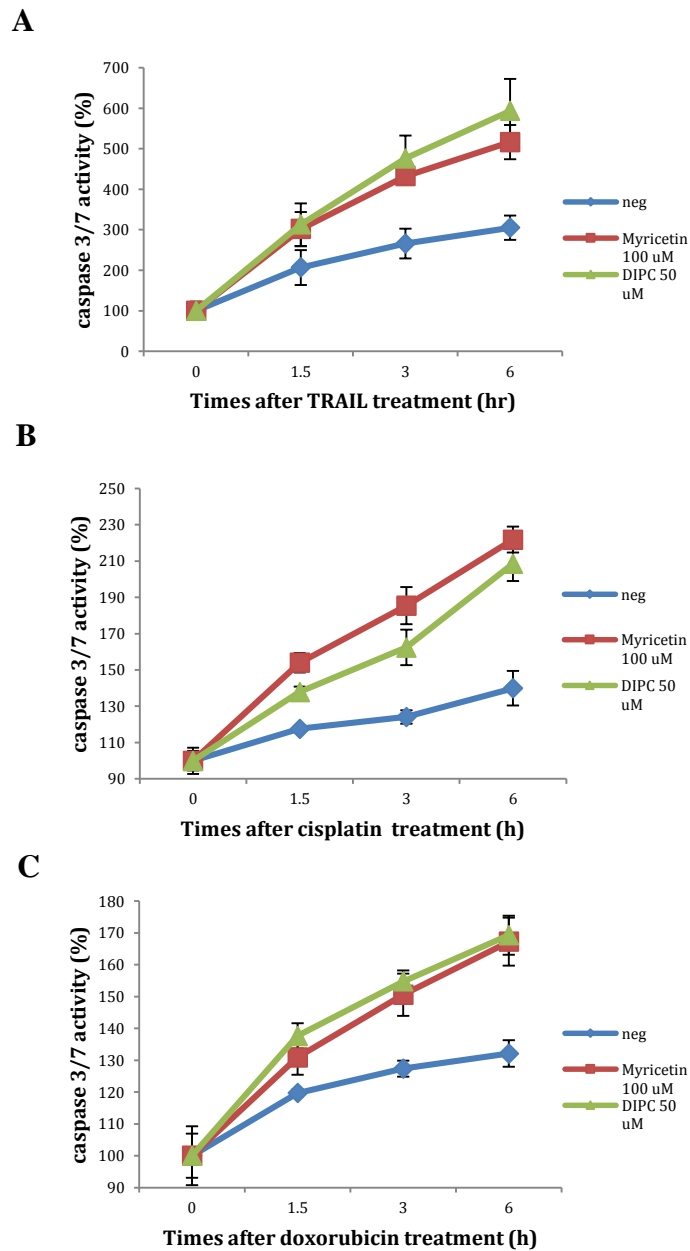 A
caspase 3/7 activity (%)
700
600
500
400
300
200
100
0
0 1.5 3 6
Times after TRAIL treatment (hr)
neg
Myricetin
100 uM
DIPC 50
uM
B
caspase 3/7 activity (%)
250
230
210
190
170
150
130
110
90
0 1.5 3 6
Times after cisplatin treatment (h)
neg
Myricetin
100 uM
DIPC 50
uM
C
caspase 3/7 activity (%)
180
170
160
150
140
130
120
110
100
90
0 1.5 3 6
Times after doxorubicin treatment (h)
neg
Myricetin
100 uM
DIPC 50
uM